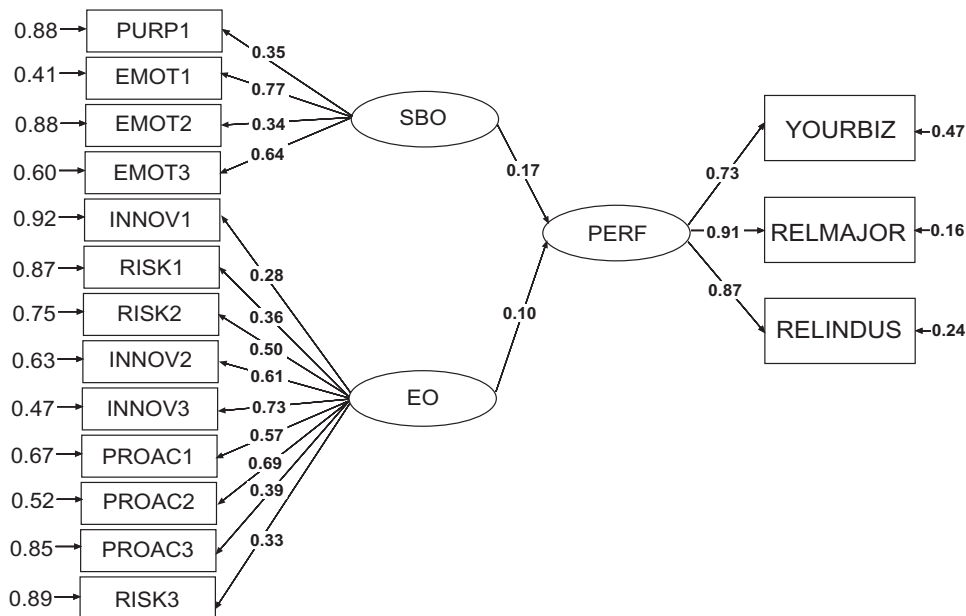 0.88 PURP1
0.35
0.41 EMOT1
0.77
0.88 EMOT2
0.34
0.60 EMOT3
0.64
0.92 INNOV1
0.28
0.87 RISK1
0.36
0.75 RISK2
0.50
0.63 INNOV2
0.61
0.47 INNOV3
0.73
0.67 PROAC1
0.57
0.52 PROAC2
0.69
0.85 PROAC3
0.39
0.89 RISK3
0.33
SBO
0.17
EO
0.10
PERF
0.73
YOURBIZ 0.47
0.91
RELMAJOR 0.16
0.87
RELINDUS 0.24